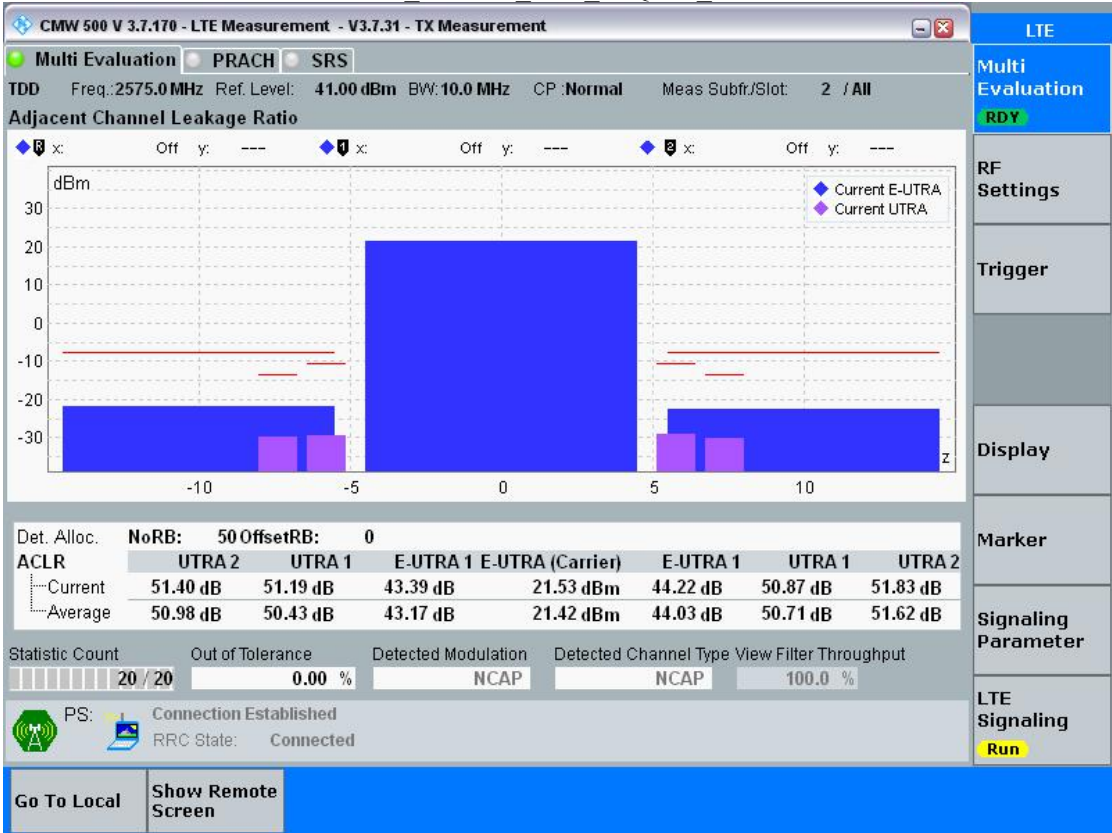 CMW 500 V 3.7.170 - LTE Measurement - V3.7.31 - TX Measurement
LTE
Multi Evaluation PRACH SRS
Multi
Evaluation
RDY
TDD Freq.:2575.0 MHz Ref. Level: 41.00 dBm BW:10.0 MHz CP :Normal Meas Subfr./Slot: 2 / All
Adjacent Channel Leakage Ratio
R x: Off y: --- 1 x: Off y: --- 2 x: Off y: ---
dBm
Current E-UTRA
Current UTRA
30
20
10
0
-10
-20
-30
z
-10 -5 0 5 10
RF
Settings
Trigger
Display
Marker
Signaling
Parameter
LTE
Signaling
Run
Det. Alloc. NoRB: 50 OffsetRB: 0
ACLR UTRA 2 UTRA 1 E-UTRA 1 E-UTRA (Carrier) E-UTRA 1 UTRA 1 UTRA 2
Current 51.40 dB 51.19 dB 43.39 dB 21.53 dBm 44.22 dB 50.87 dB 51.83 dB
Average 50.98 dB 50.43 dB 43.17 dB 21.42 dBm 44.03 dB 50.71 dB 51.62 dB
Statistic Count Out of Tolerance Detected Modulation Detected Channel Type View Filter Throughput
20 / 20 0.00 % NCAP NCAP 100.0 %
PS: Connection Established
RRC State: Connected
Go To Local
Show Remote
Screen